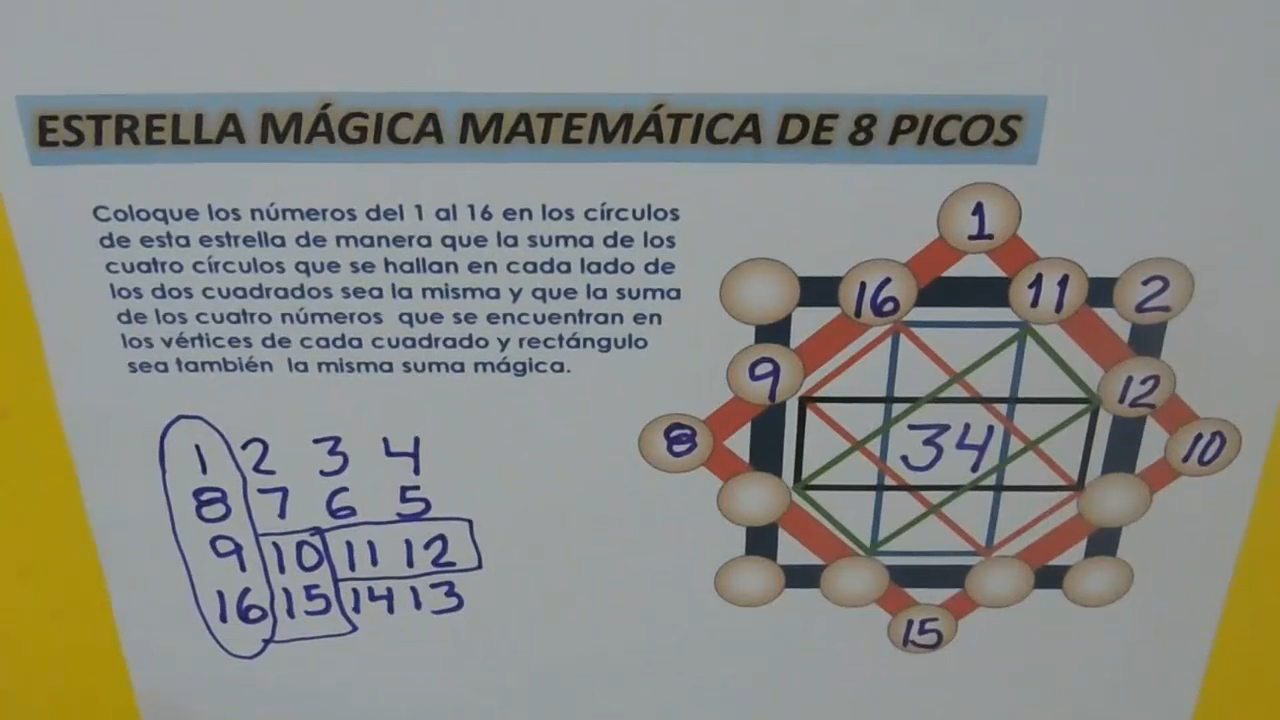 ESTRELLA MÁGICA MATEMÁTICA DE 8 PICOS
Coloque los números del 1 al 16 en los círculos
de esta estrella de manera que la suma de los
cuatro círculos que se hallan en cada lado de
los dos cuadrados sea la misma y que la suma
de los cuatro números que se encuentran en
los vértices de cada cuadrado y rectángulo
sea también la misma suma mágica.
1 2 3 4
8 7 6 5
9 10 11 12
16 15 14 13
1
16 11 2
9 12
8 34 10
15